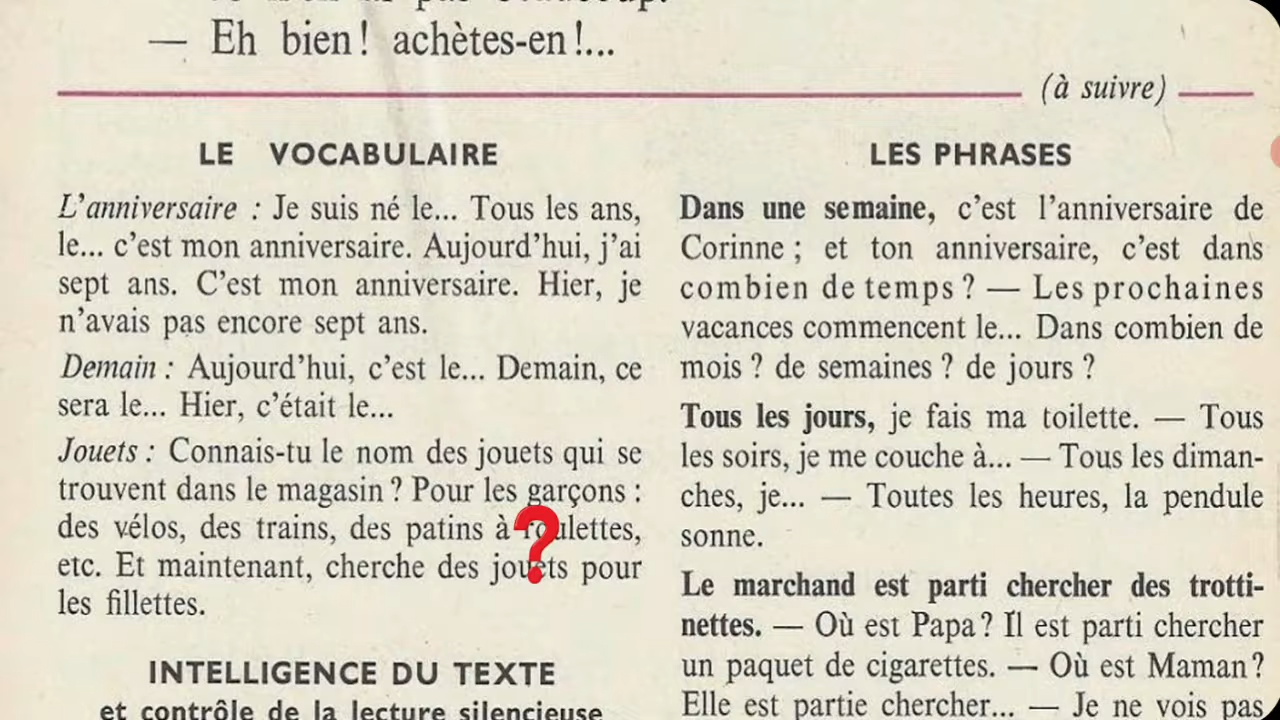 — Eh bien! achètes-en!...
(à suivre)
LE VOCABULAIRE
L'anniversaire : Je suis né le... Tous les ans,
le... c'est mon anniversaire. Aujourd'hui, j'ai
sept ans. C'est mon anniversaire. Hier, je
n'avais pas encore sept ans.
Demain : Aujourd'hui, c'est le... Demain, ce
sera le... Hier, c'était le...
Jouets : Connais-tu le nom des jouets qui se
trouvent dans le magasin ? Pour les garçons :
des vélos, des trains, des patins à roulettes,
etc. Et maintenant, cherche des jouets pour
les fillettes.
INTELLIGENCE DU TEXTE
et contrôle de la lecture silencieuse
LES PHRASES
Dans une semaine, c'est l'anniversaire de
Corinne ; et ton anniversaire, c'est dans
combien de temps ? — Les prochaines
vacances commencent le... Dans combien de
mois ? de semaines ? de jours ?
Tous les jours, je fais ma toilette. — Tous
les soirs, je me couche à... — Tous les diman-
ches, je... — Toutes les heures, la pendule
sonne.
Le marchand est parti chercher des trotti-
nettes. — Où est Papa? Il est parti chercher
un paquet de cigarettes. — Où est Maman?
Elle est partie chercher... — Je ne vois pas